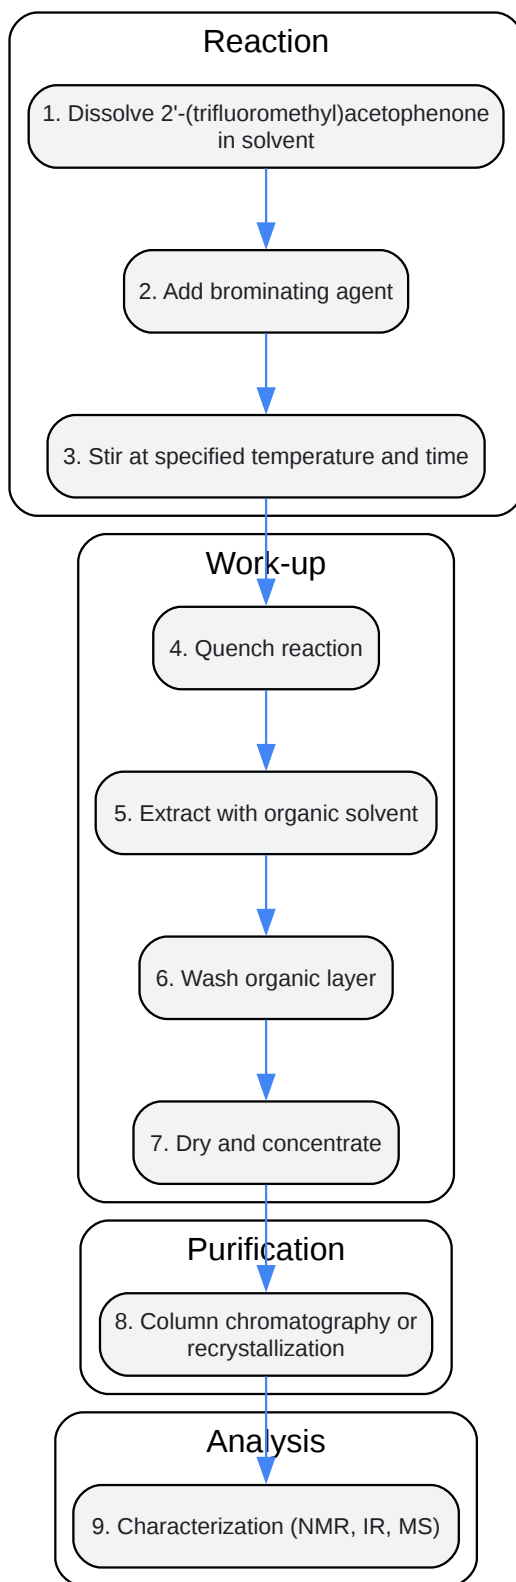 Reaction
1. Dissolve 2'-(trifluoromethyl)acetophenone
in solvent
2. Add brominating agent
3. Stir at specified temperature and time
Work-up
4. Quench reaction
5. Extract with organic solvent
6. Wash organic layer
7. Dry and concentrate
Purification
8. Column chromatography or
recrystallization
Analysis
9. Characterization (NMR, IR, MS)